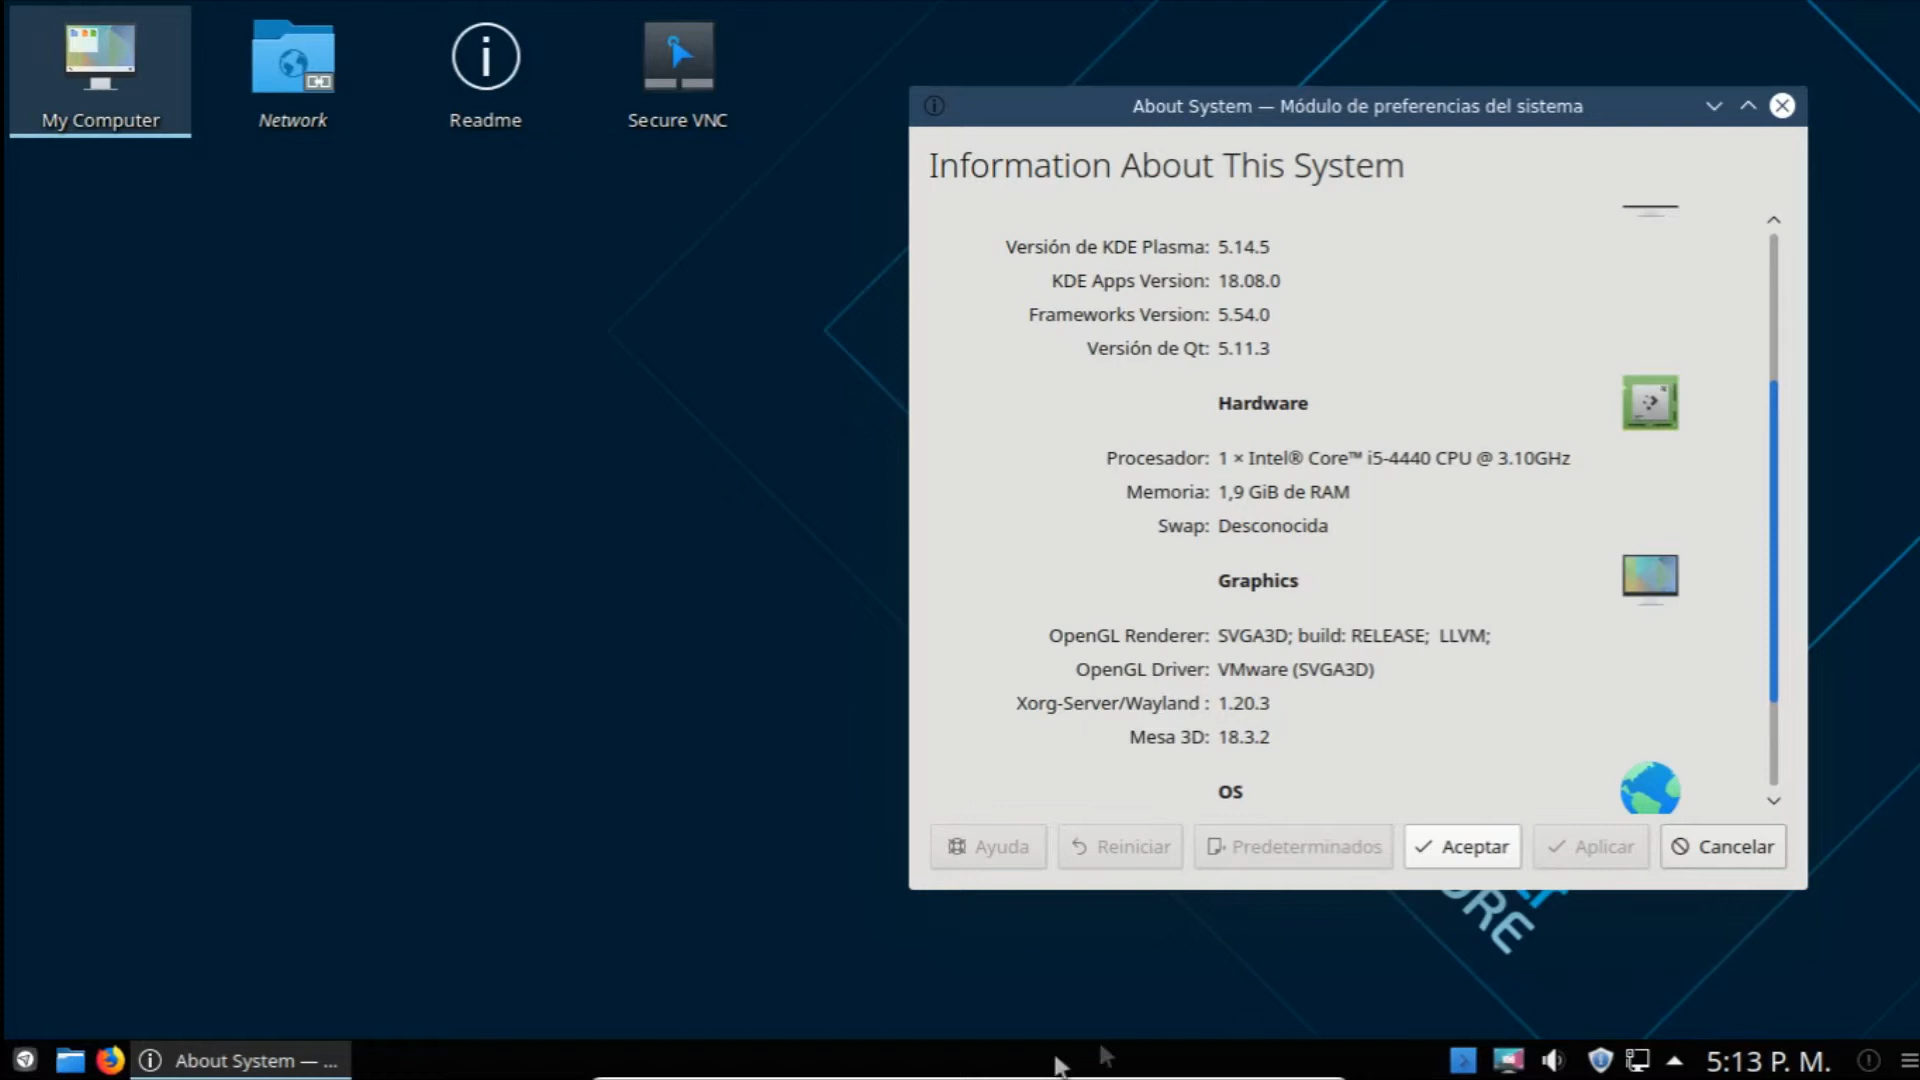 My Computer
Network
Readme
Secure VNC
About System — Módulo de preferencias del sistema
Information About This System
Versión de KDE Plasma: 5.14.5
KDE Apps Version: 18.08.0
Frameworks Version: 5.54.0
Versión de Qt: 5.11.3
Hardware
Procesador: 1 × Intel® Core™ i5-4440 CPU @ 3.10GHz
Memoria: 1,9 GiB de RAM
Swap: Desconocida
Graphics
OpenGL Renderer: SVGA3D; build: RELEASE;  LLVM;
OpenGL Driver: VMware (SVGA3D)
Xorg-Server/Wayland : 1.20.3
Mesa 3D: 18.3.2
OS
Ayuda
Reiniciar
Predeterminados
Aceptar
Aplicar
Cancelar
About System — ...
5:13 P. M.